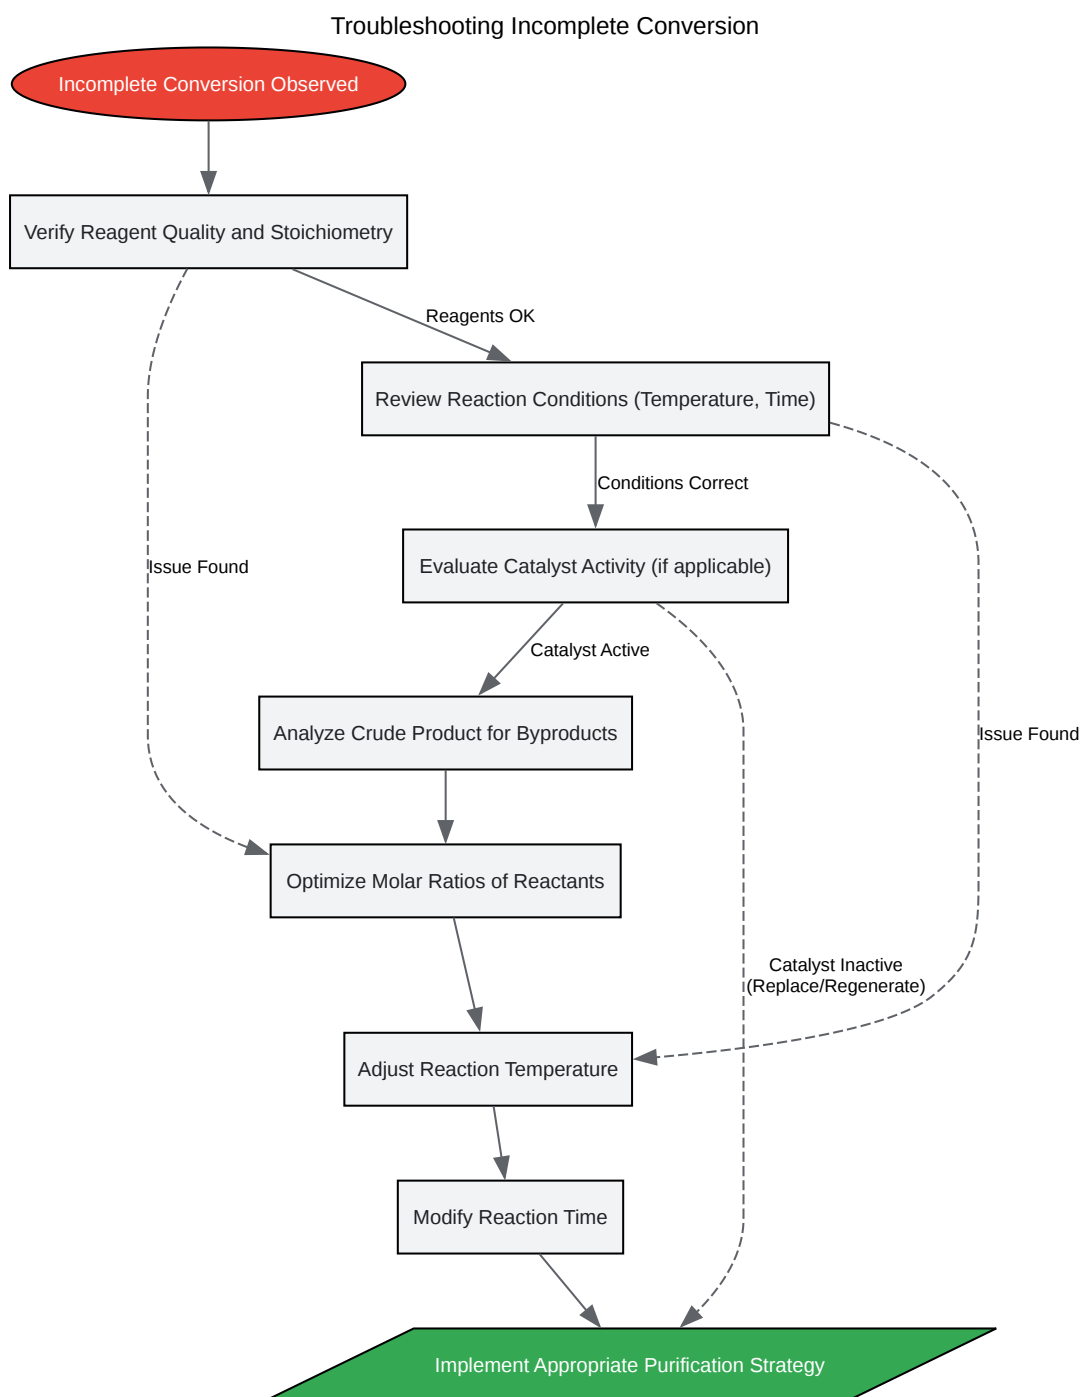 Troubleshooting Incomplete Conversion
Incomplete Conversion Observed
Verify Reagent Quality and Stoichiometry
Reagents OK
Review Reaction Conditions (Temperature, Time)
Conditions Correct
Issue Found
Evaluate Catalyst Activity (if applicable)
Catalyst Active
Analyze Crude Product for Byproducts
Issue Found
Optimize Molar Ratios of Reactants
Catalyst Inactive
(Replace/Regenerate)
Adjust Reaction Temperature
Modify Reaction Time
Implement Appropriate Purification Strategy